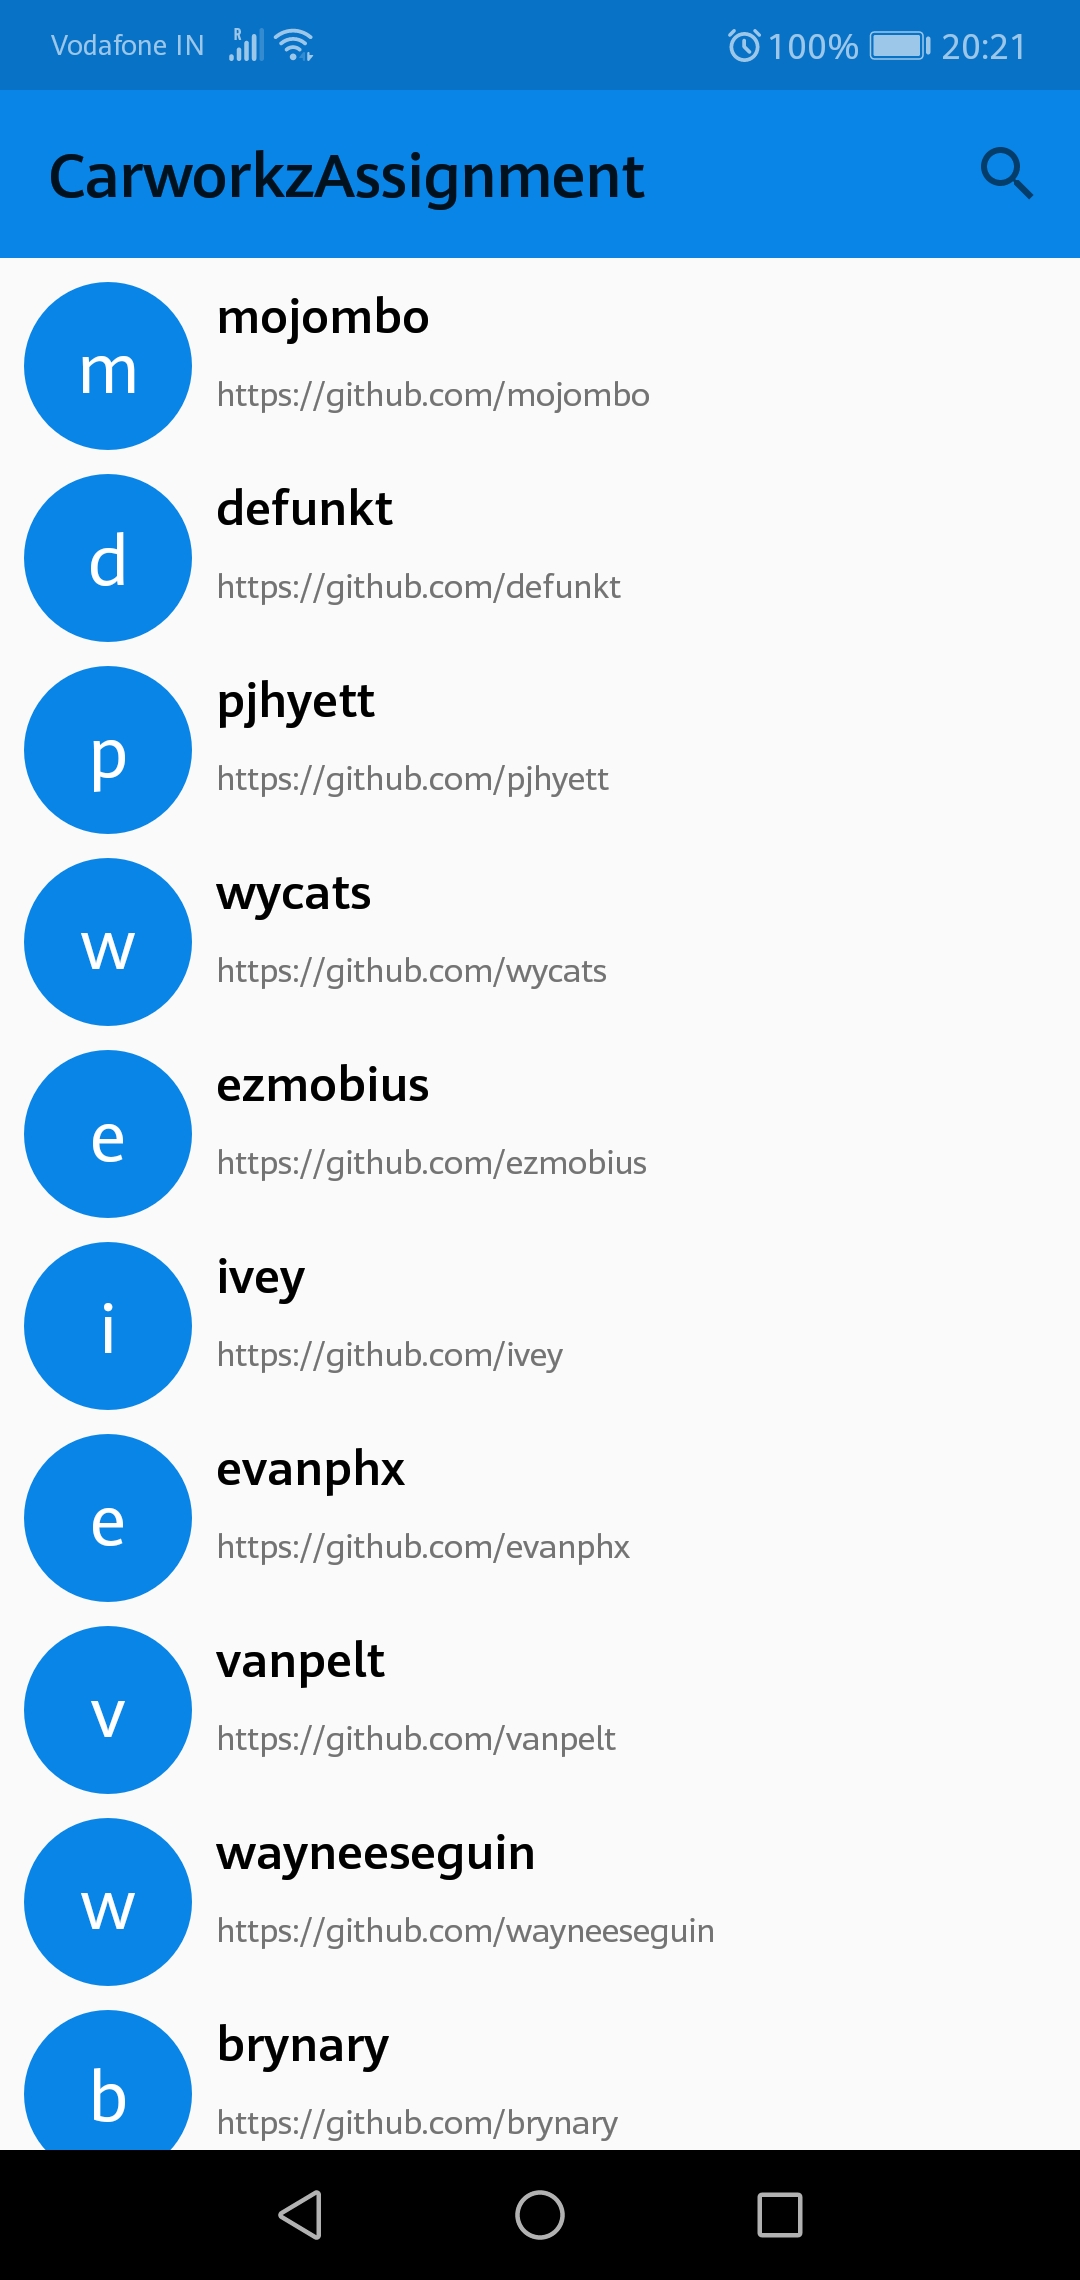 Vodafone IN R 100% 20:21
CarworkzAssignment
m
mojombo
https://github.com/mojombo
d
defunkt
https://github.com/defunkt
p
pjhyett
https://github.com/pjhyett
w
wycats
https://github.com/wycats
e
ezmobius
https://github.com/ezmobius
i
ivey
https://github.com/ivey
e
evanphx
https://github.com/evanphx
v
vanpelt
https://github.com/vanpelt
w
wayneeseguin
https://github.com/wayneeseguin
b
brynary
https://github.com/brynary